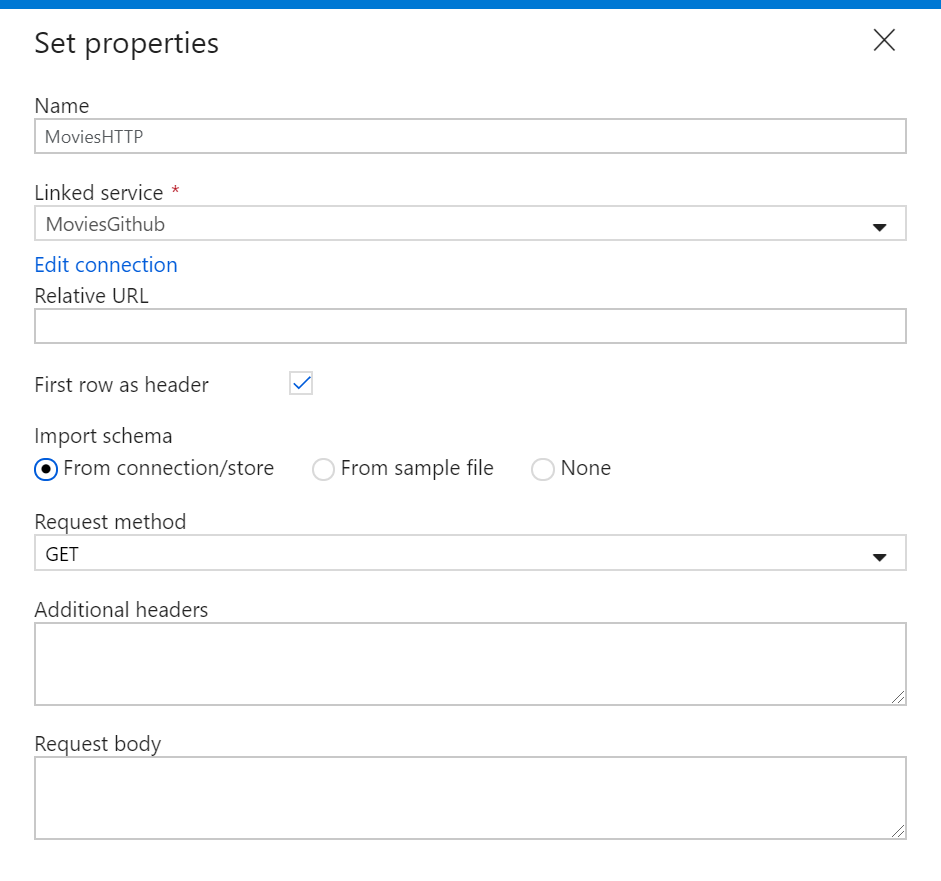 Set properties
Name
MoviesHTTP
Linked service *
MoviesGithub
Edit connection
Relative URL
First row as header
Import schema
From connection/store From sample file None
Request method
GET
Additional headers
Request body